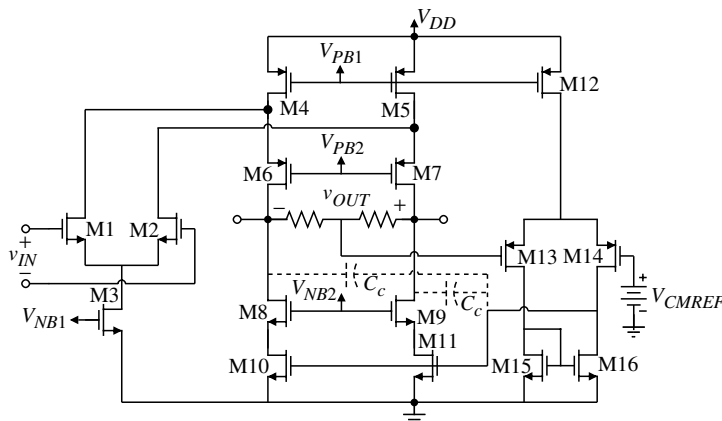 V_DD
V_PB1
M4
M5
M12
V_PB2
M6
M7
v_OUT
−
+
M1
M2
+
v_IN
−
M13
M14
+
V_CMREF
−
M3
V_NB1
C_c
V_NB2
C_c
M8
M9
M10
M11
M15
M16